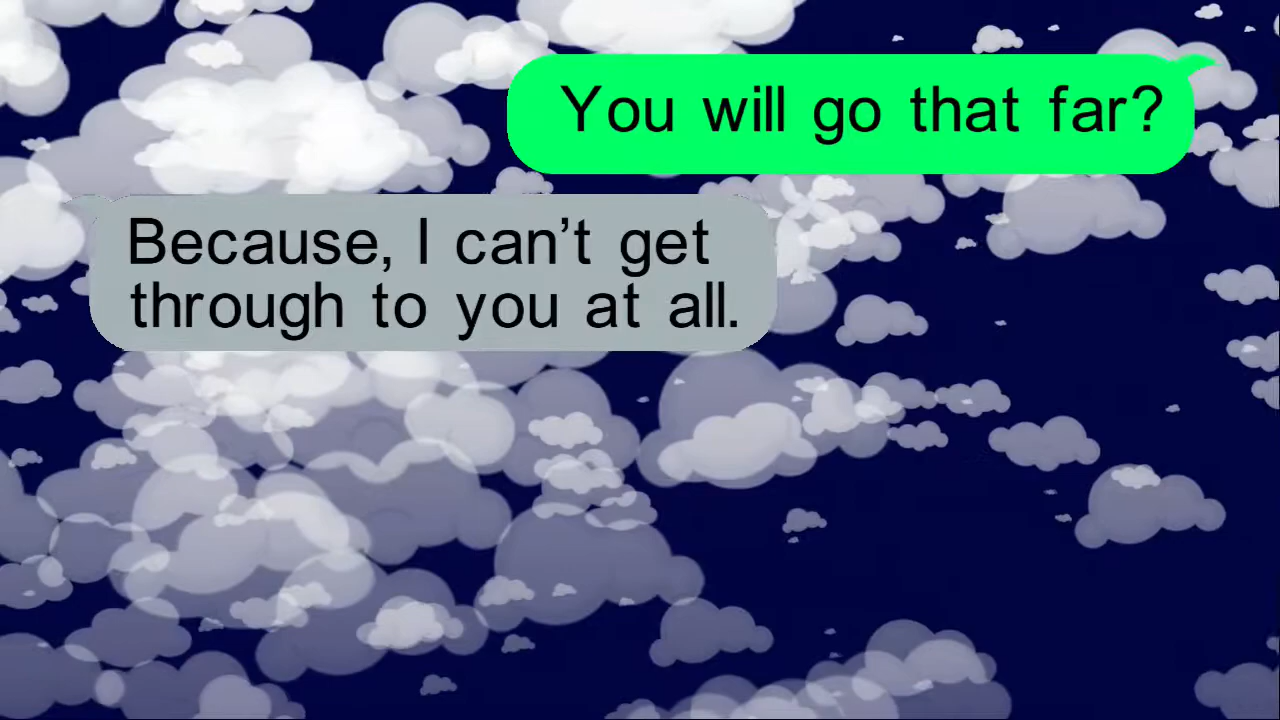 You will go that far?
Because, I can’t get
through to you at all.